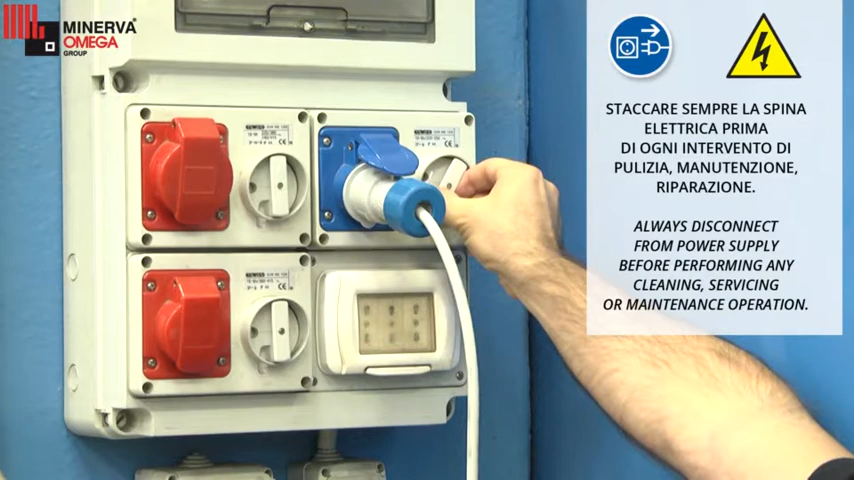 MINERVA
OMEGA
GROUP
STACCARE SEMPRE LA SPINA
ELETTRICA PRIMA
DI OGNI INTERVENTO DI
PULIZIA, MANUTENZIONE,
RIPARAZIONE.
ALWAYS DISCONNECT
FROM POWER SUPPLY
BEFORE PERFORMING ANY
CLEANING, SERVICING
OR MAINTENANCE OPERATION.